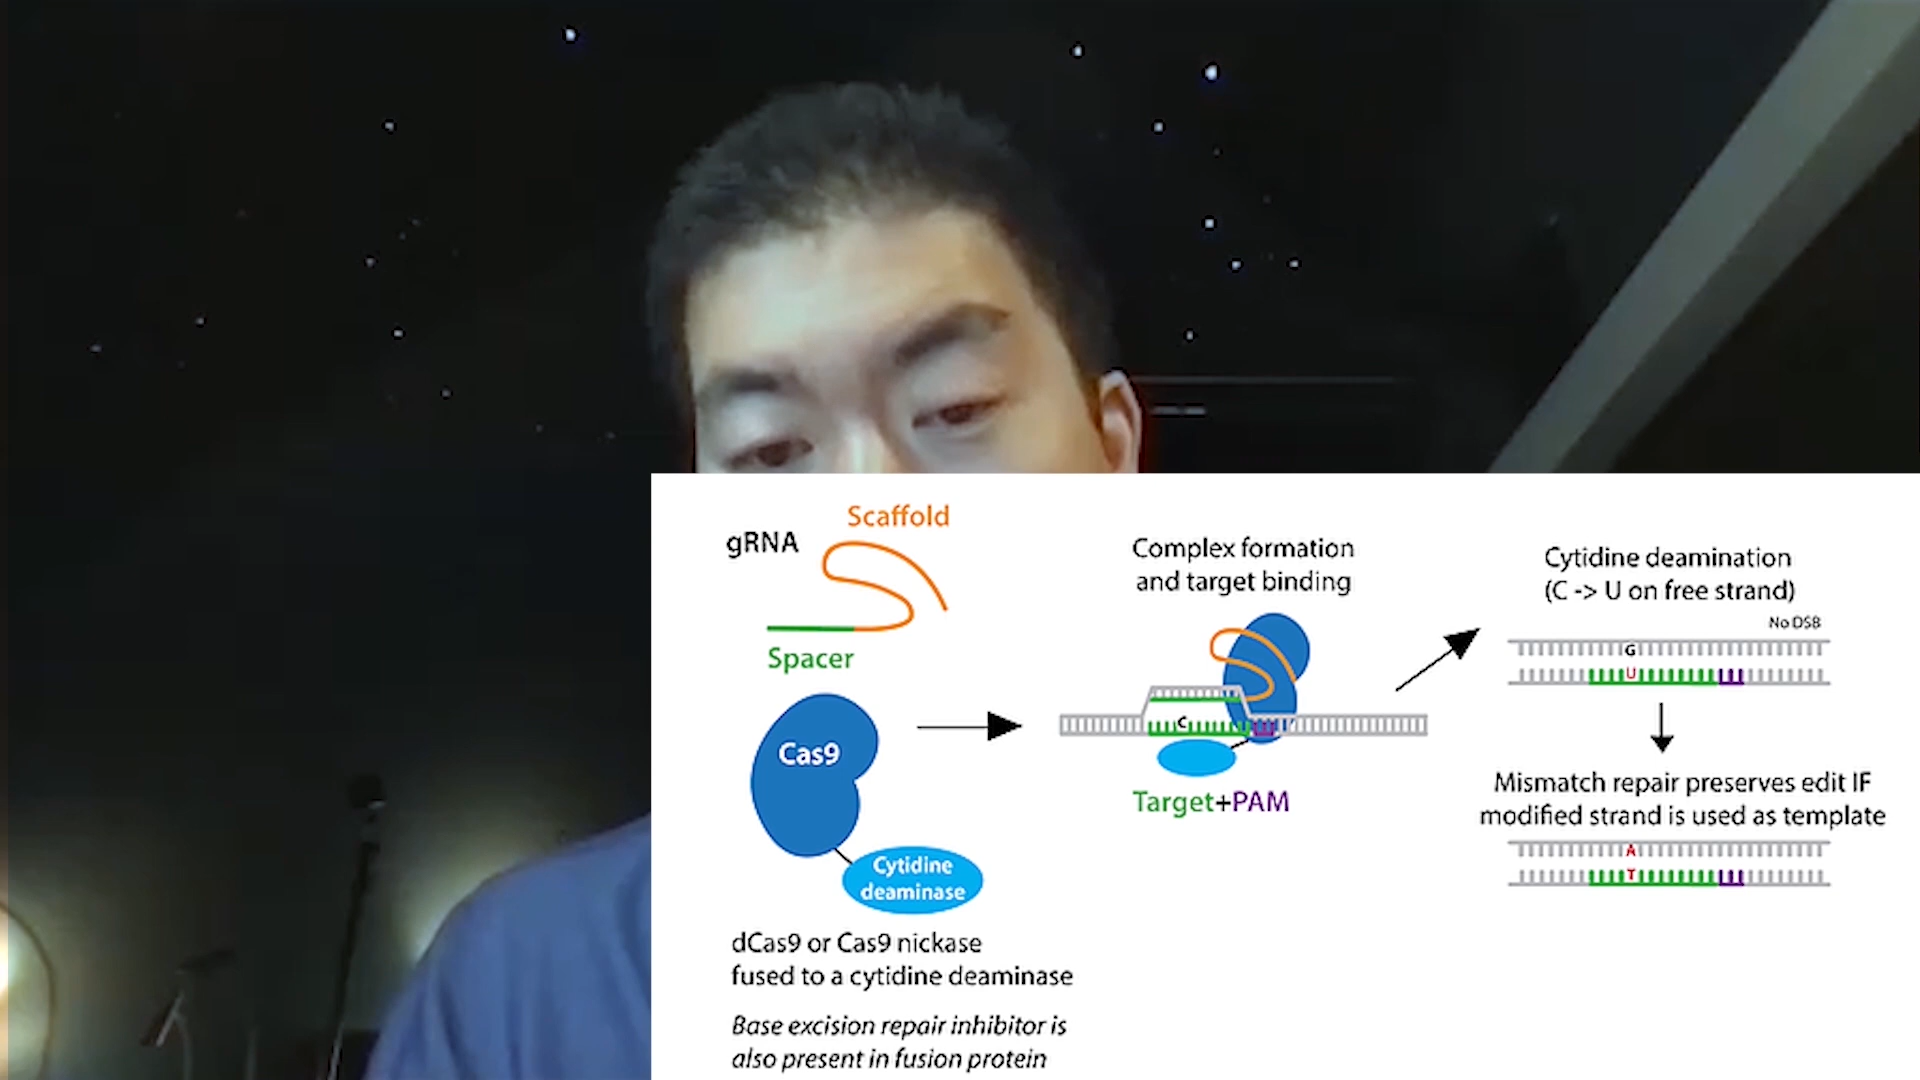 gRNA
Scaffold
Spacer
Cas9
Cytidine
deaminase
dCas9 or Cas9 nickase
fused to a cytidine deaminase
Base excision repair inhibitor is
also present in fusion protein
Complex formation
and target binding
C
Target+PAM
Cytidine deamination
(C -> U on free strand)
No DSB
G
U
Mismatch repair preserves edit IF
modified strand is used as template
A
T